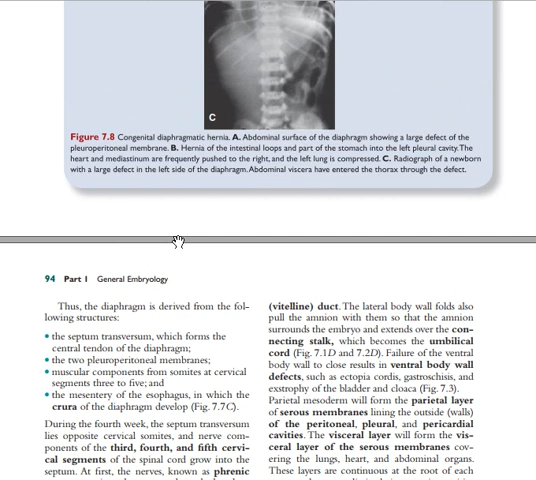 C
Figure 7.8 Congenital diaphragmatic hernia. A. Abdominal surface of the diaphragm showing a large defect of the
pleuroperitoneal membrane. B. Hernia of the intestinal loops and part of the stomach into the left pleural cavity. The
heart and mediastinum are frequently pushed to the right, and the left lung is compressed. C. Radiograph of a newborn
with a large defect in the left side of the diaphragm. Abdominal viscera have entered the thorax through the defect.
94 Part I General Embryology
Thus, the diaphragm is derived from the fol-
lowing structures:
• the septum transversum, which forms the
central tendon of the diaphragm;
• the two pleuroperitoneal membranes;
• muscular components from somites at cervical
segments three to five; and
• the mesentery of the esophagus, in which the
crura of the diaphragm develop (Fig. 7.7C).
During the fourth week, the septum transversum
lies opposite cervical somites, and nerve com-
ponents of the third, fourth, and fifth cervi-
cal segments of the spinal cord grow into the
septum. At first, the nerves, known as phrenic
(vitelline) duct. The lateral body wall folds also
pull the amnion with them so that the amnion
surrounds the embryo and extends over the con-
necting stalk, which becomes the umbilical
cord (Fig. 7.1D and 7.2D). Failure of the ventral
body wall to close results in ventral body wall
defects, such as ectopia cordis, gastroschisis, and
exstrophy of the bladder and cloaca (Fig. 7.3).
Parietal mesoderm will form the parietal layer
of serous membranes lining the outside (walls)
of the peritoneal, pleural, and pericardial
cavities. The visceral layer will form the vis-
ceral layer of the serous membranes cov-
ering the lungs, heart, and abdominal organs.
These layers are continuous at the root of each